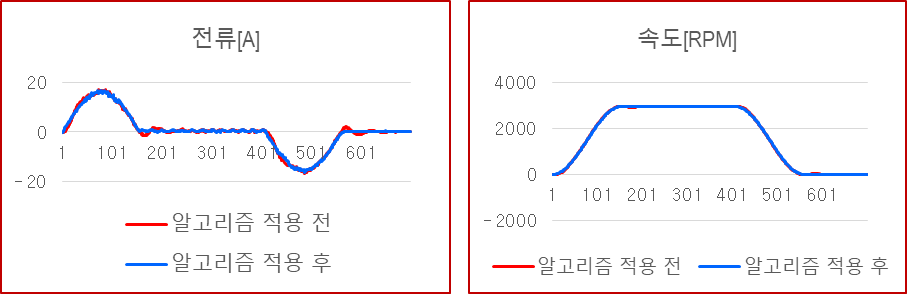 전류[A]
20
0
-20
1 101 201 301 401 501 601
알고리즘 적용 전
알고리즘 적용 후
속도[RPM]
4000
2000
0
-2000
1 101 201 301 401 501 601
알고리즘 적용 전 알고리즘 적용 후